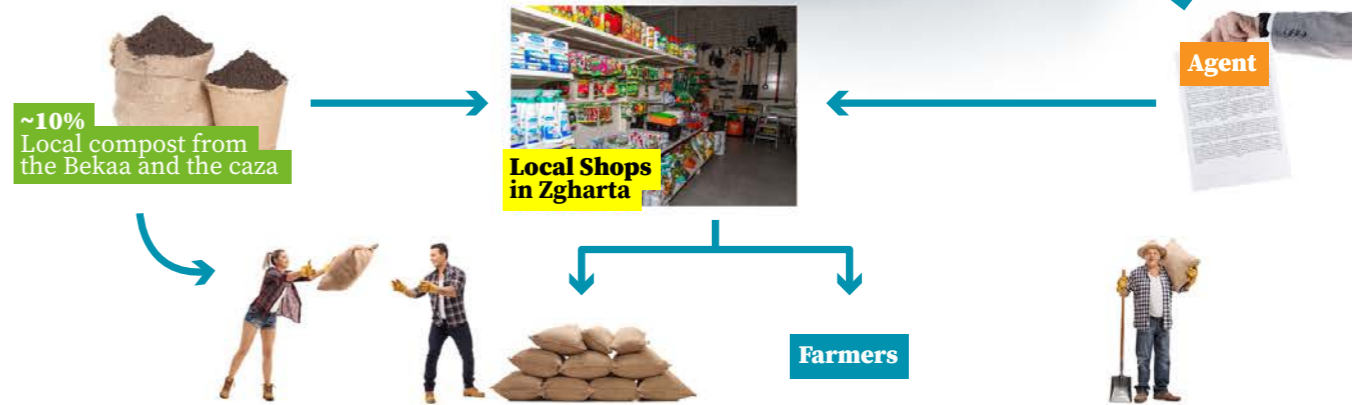 ~10%
Local compost from
the Bekaa and the caza
Local Shops
in Zgharta
Agent
Farmers